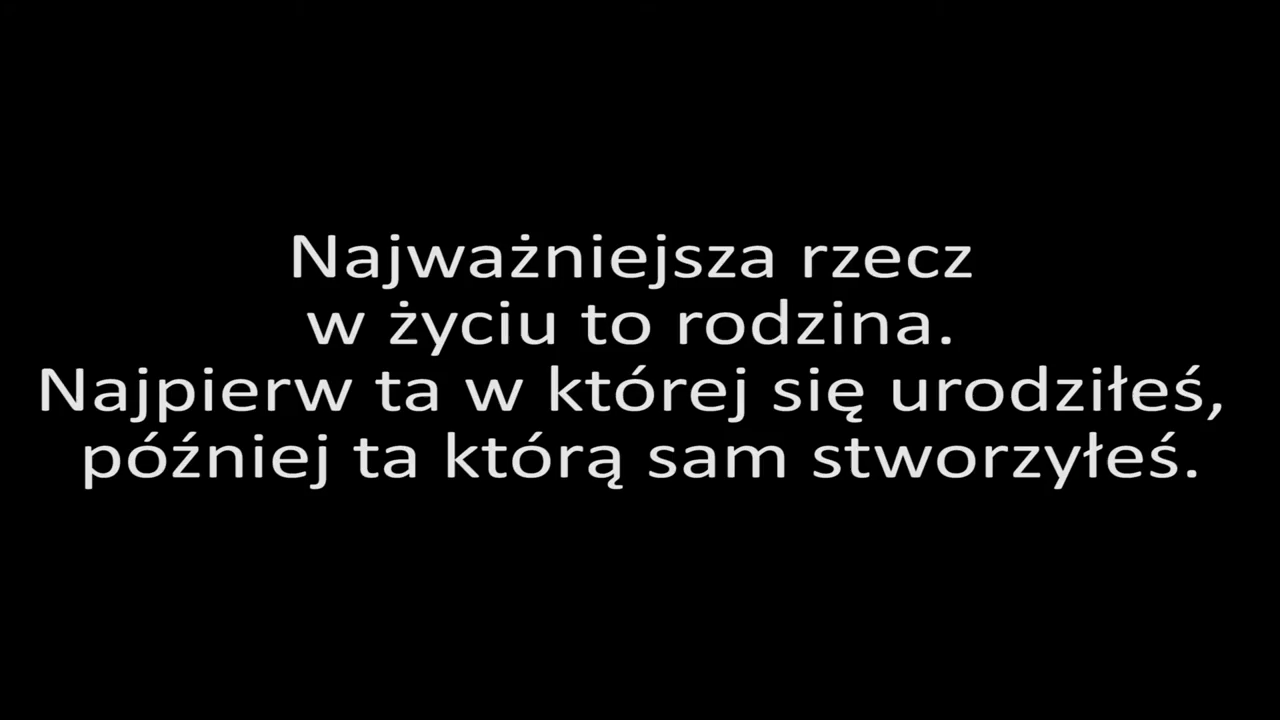 Najważniejsza rzecz
w życiu to rodzina.
Najpierw ta w której się urodziłeś,
później ta którą sam stworzyłeś.